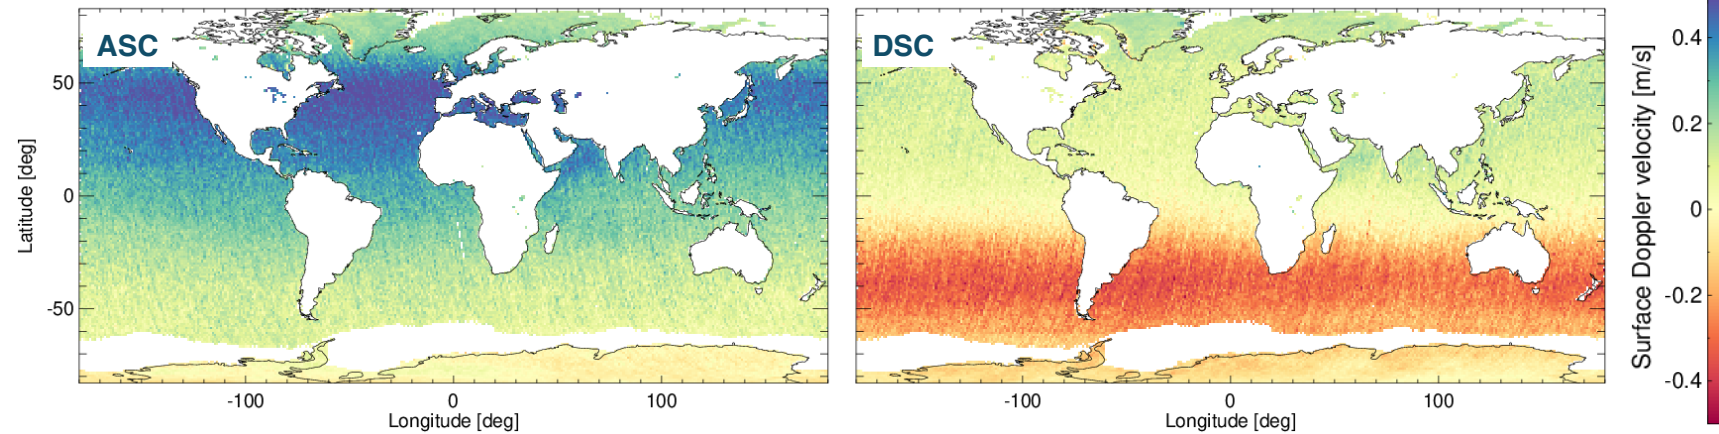 ASC
DSC
50
0
-50
Latitude [deg]
-100
0
100
Longitude [deg]
-100
0
100
Longitude [deg]
0.4
0.2
0
-0.2
-0.4
Surface Doppler velocity [m/s]